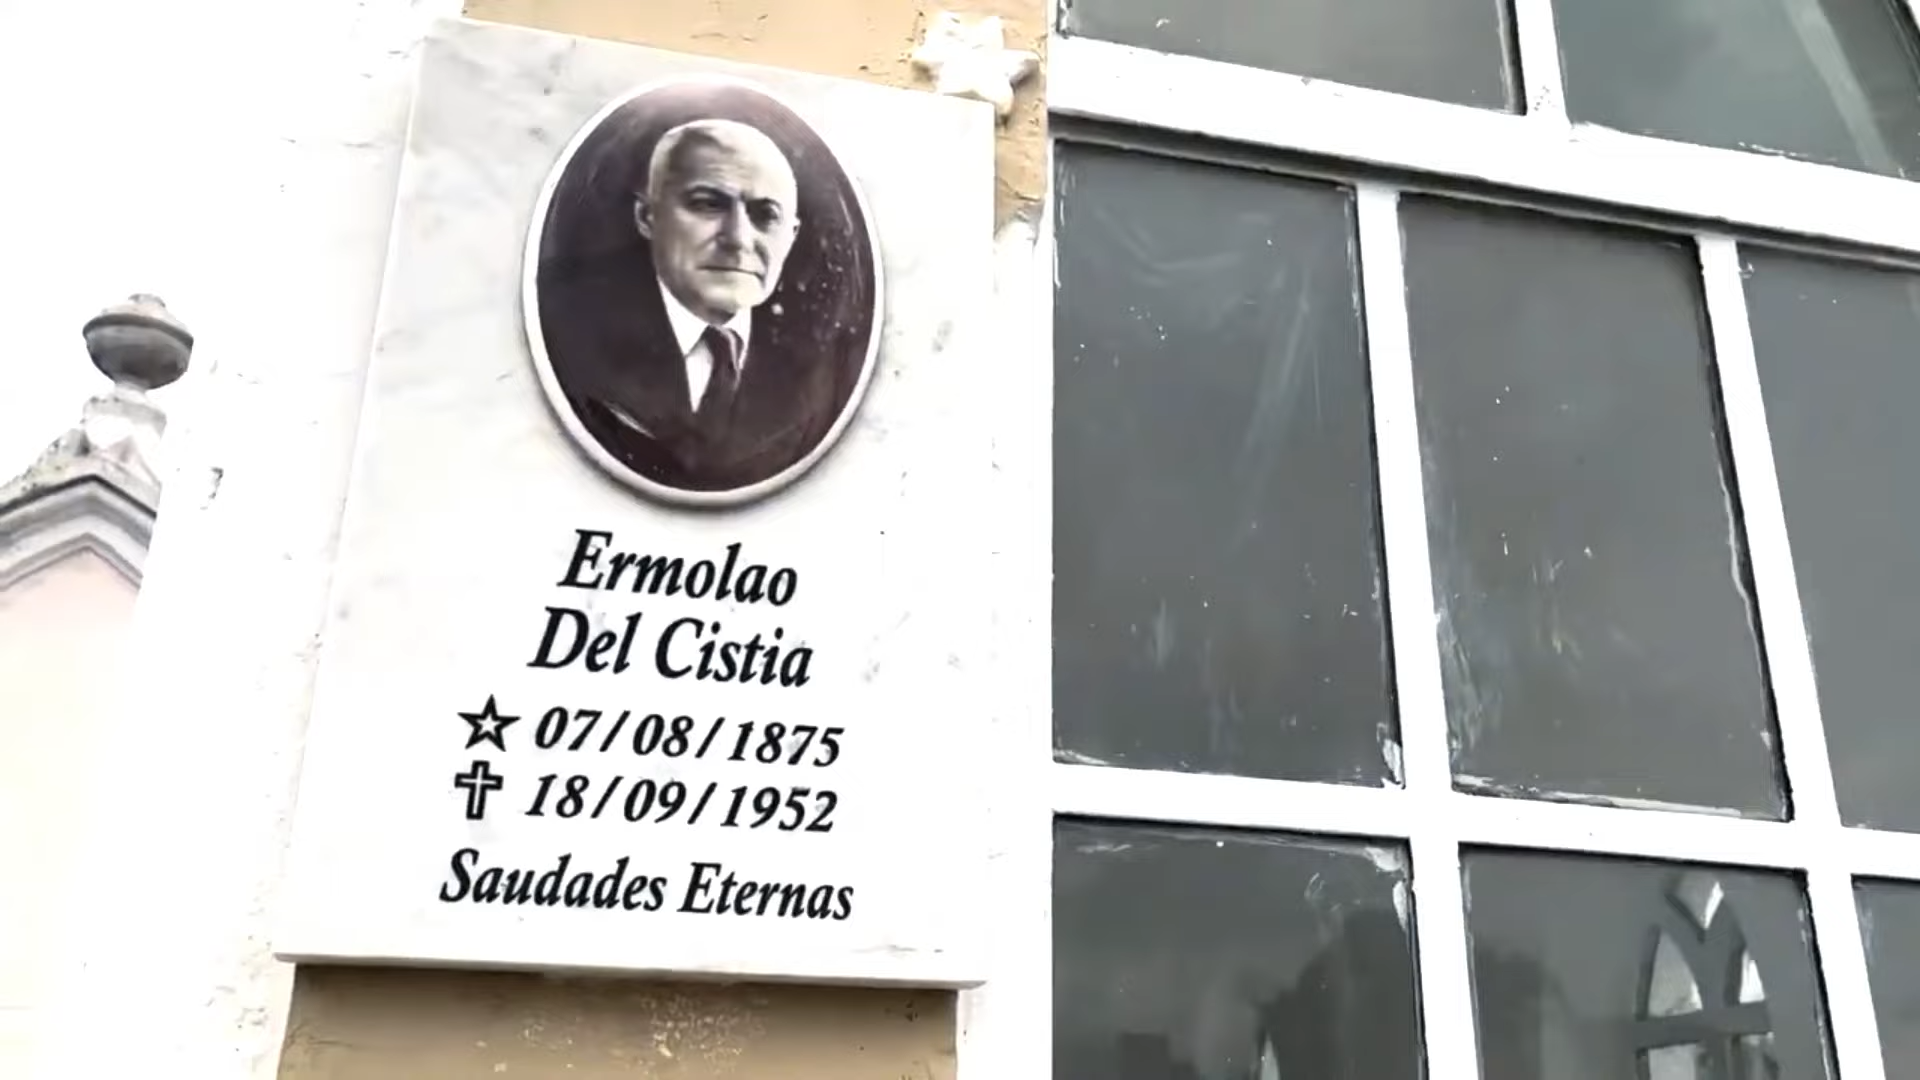 Ermolao
Del Cistia
☆ 07/08/1875
✞ 18/09/1952
Saudades Eternas